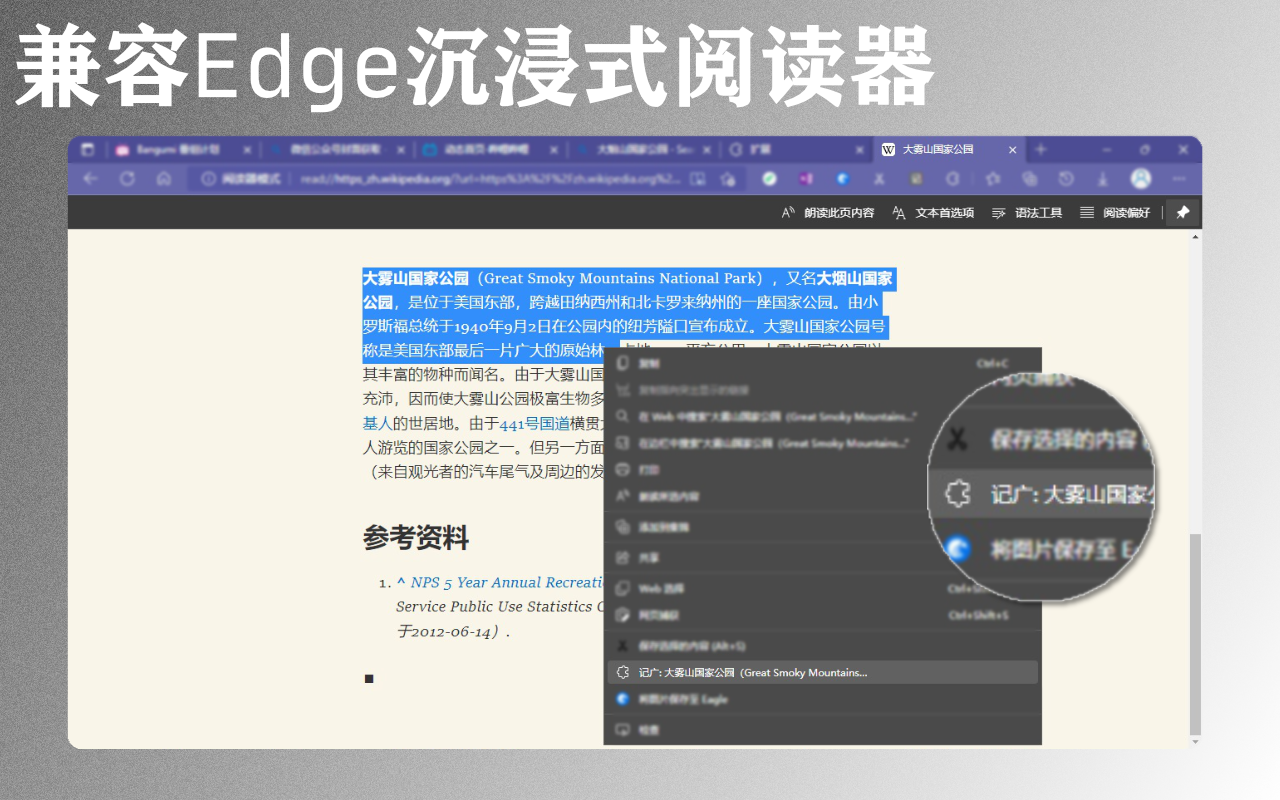 兼容Edge沉浸式阅读器
Bangumi 番组计划
微信公众号封面获取
大雾山国家公园
阅读器模式
read://https_zh.wikipedia.org/?url=https%3A%2F%2Fzh.wikipedia.org%2...
朗读此页内容 文本首选项 语法工具 阅读偏好
大雾山国家公园（Great Smoky Mountains National Park），又名大烟山国家
公园，是位于美国东部，跨越田纳西州和北卡罗来纳州的一座国家公园。由小
罗斯福总统于1940年9月2日在公园内的纽芳隘口宣布成立。大雾山国家公园号
称是美国东部最后一片广大的原始林
其丰富的物种而闻名。由于大雾山国
充沛，因而使大雾山公园极富生物多
基人的世居地。由于441号国道横贯
人游览的国家公园之一。但另一方面
（来自观光者的汽车尾气及周边的发
参考资料
1. ^ NPS 5 Year Annual Recreatio
Service Public Use Statistics
于2012-06-14）.
复制 Ctrl+C
在 Web 中搜索"大雾山国家公园（Great Smoky Mountains..."
在边栏中搜索"大雾山国家公园（Great Smoky Mountains..."
打印
朗读所选内容
添加到集锦
共享
Web 选择
网页捕获 Ctrl+Shift+S
保存选择的内容 (Alt+S)
记广: 大雾山国家公园（Great Smoky Mountains...
将图片保存至 Eagle
检查
保存选择的内容
记广: 大雾山国家
将图片保存至 E